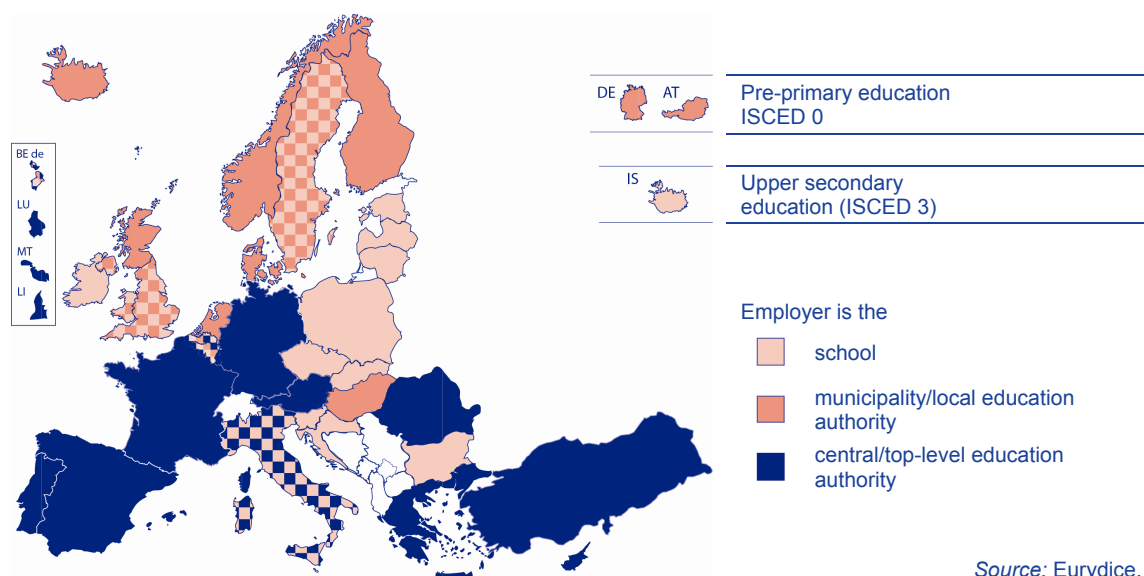 BE de
LU
MT
LI
DE AT
Pre-primary education
ISCED 0
IS
Upper secondary
education (ISCED 3)
Employer is the
school
municipality/local education
authority
central/top-level education
authority
Source: Eurydice.